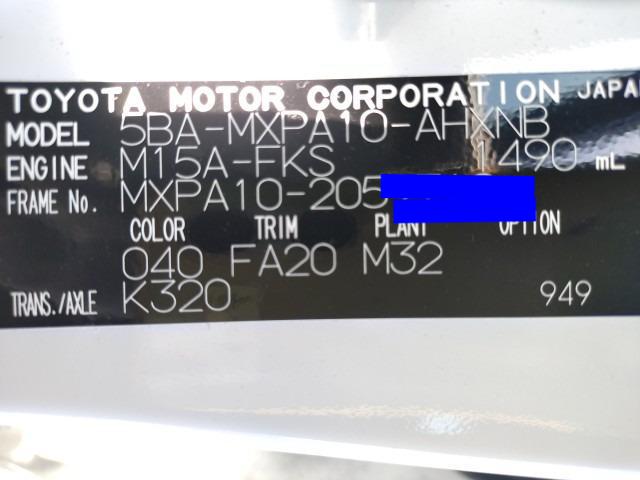 TOYOTA MOTOR CORPORATION JAPAN
MODEL 5BA-MXPA10-AHXNB
ENGINE M15A-FKS 1490 mL
FRAME No. MXPA10-205
COLOR TRIM PLANT OPTION
040 FA20 M32
TRANS./AXLE K320 949